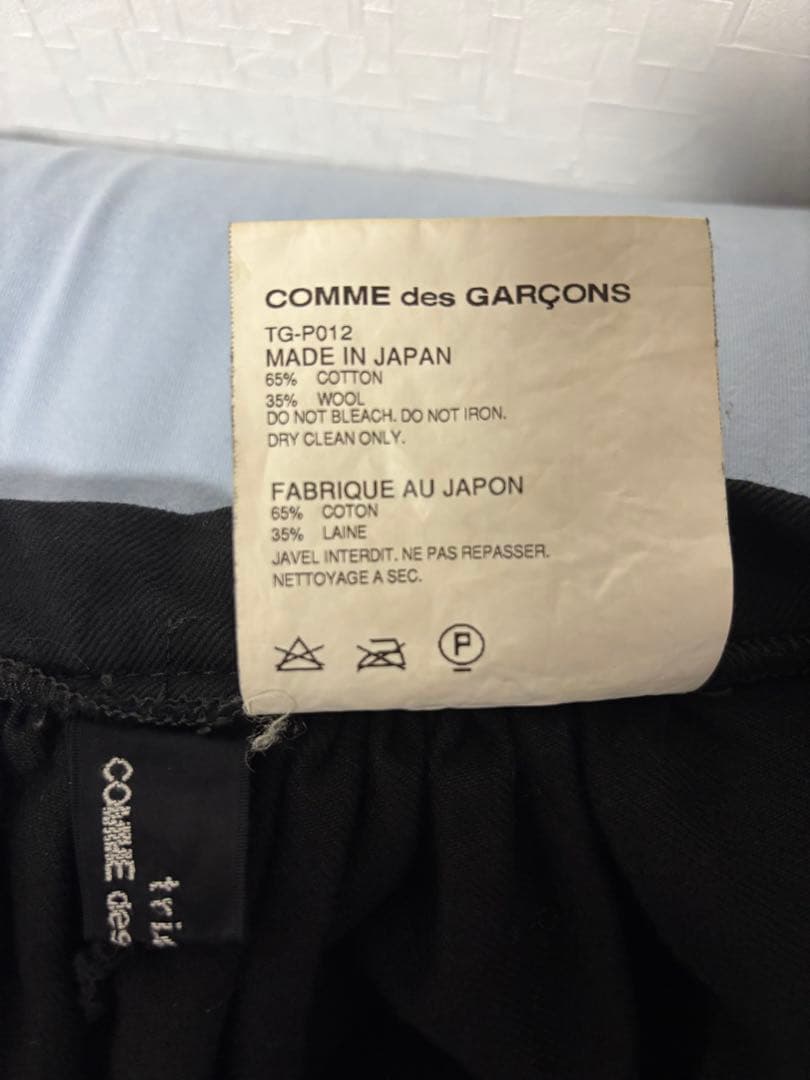 COMME des GARÇONS
TG-P012
MADE IN JAPAN
65% COTTON
35% WOOL
DO NOT BLEACH. DO NOT IRON.
DRY CLEAN ONLY.
FABRIQUE AU JAPON
65% COTON
35% LAINE
JAVEL INTERDIT. NE PAS REPASSER.
NETTOYAGE A SEC.
P
COMME des